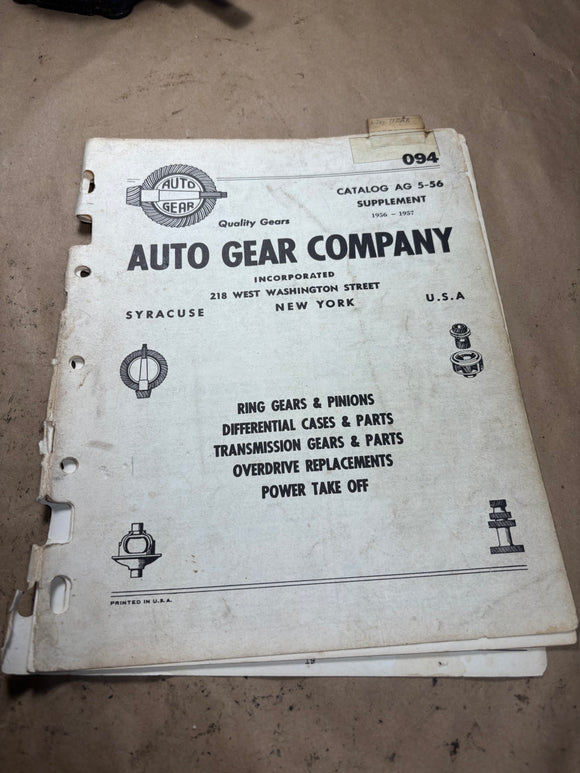 094
CATALOG AG 5-56
SUPPLEMENT
1956 - 1957
AUTO
GEAR
Quality Gears
AUTO GEAR COMPANY
INCORPORATED
218 WEST WASHINGTON STREET
SYRACUSE NEW YORK U.S.A
RING GEARS & PINIONS
DIFFERENTIAL CASES & PARTS
TRANSMISSION GEARS & PARTS
OVERDRIVE REPLACEMENTS
POWER TAKE OFF
PRINTED IN U.S.A.
19